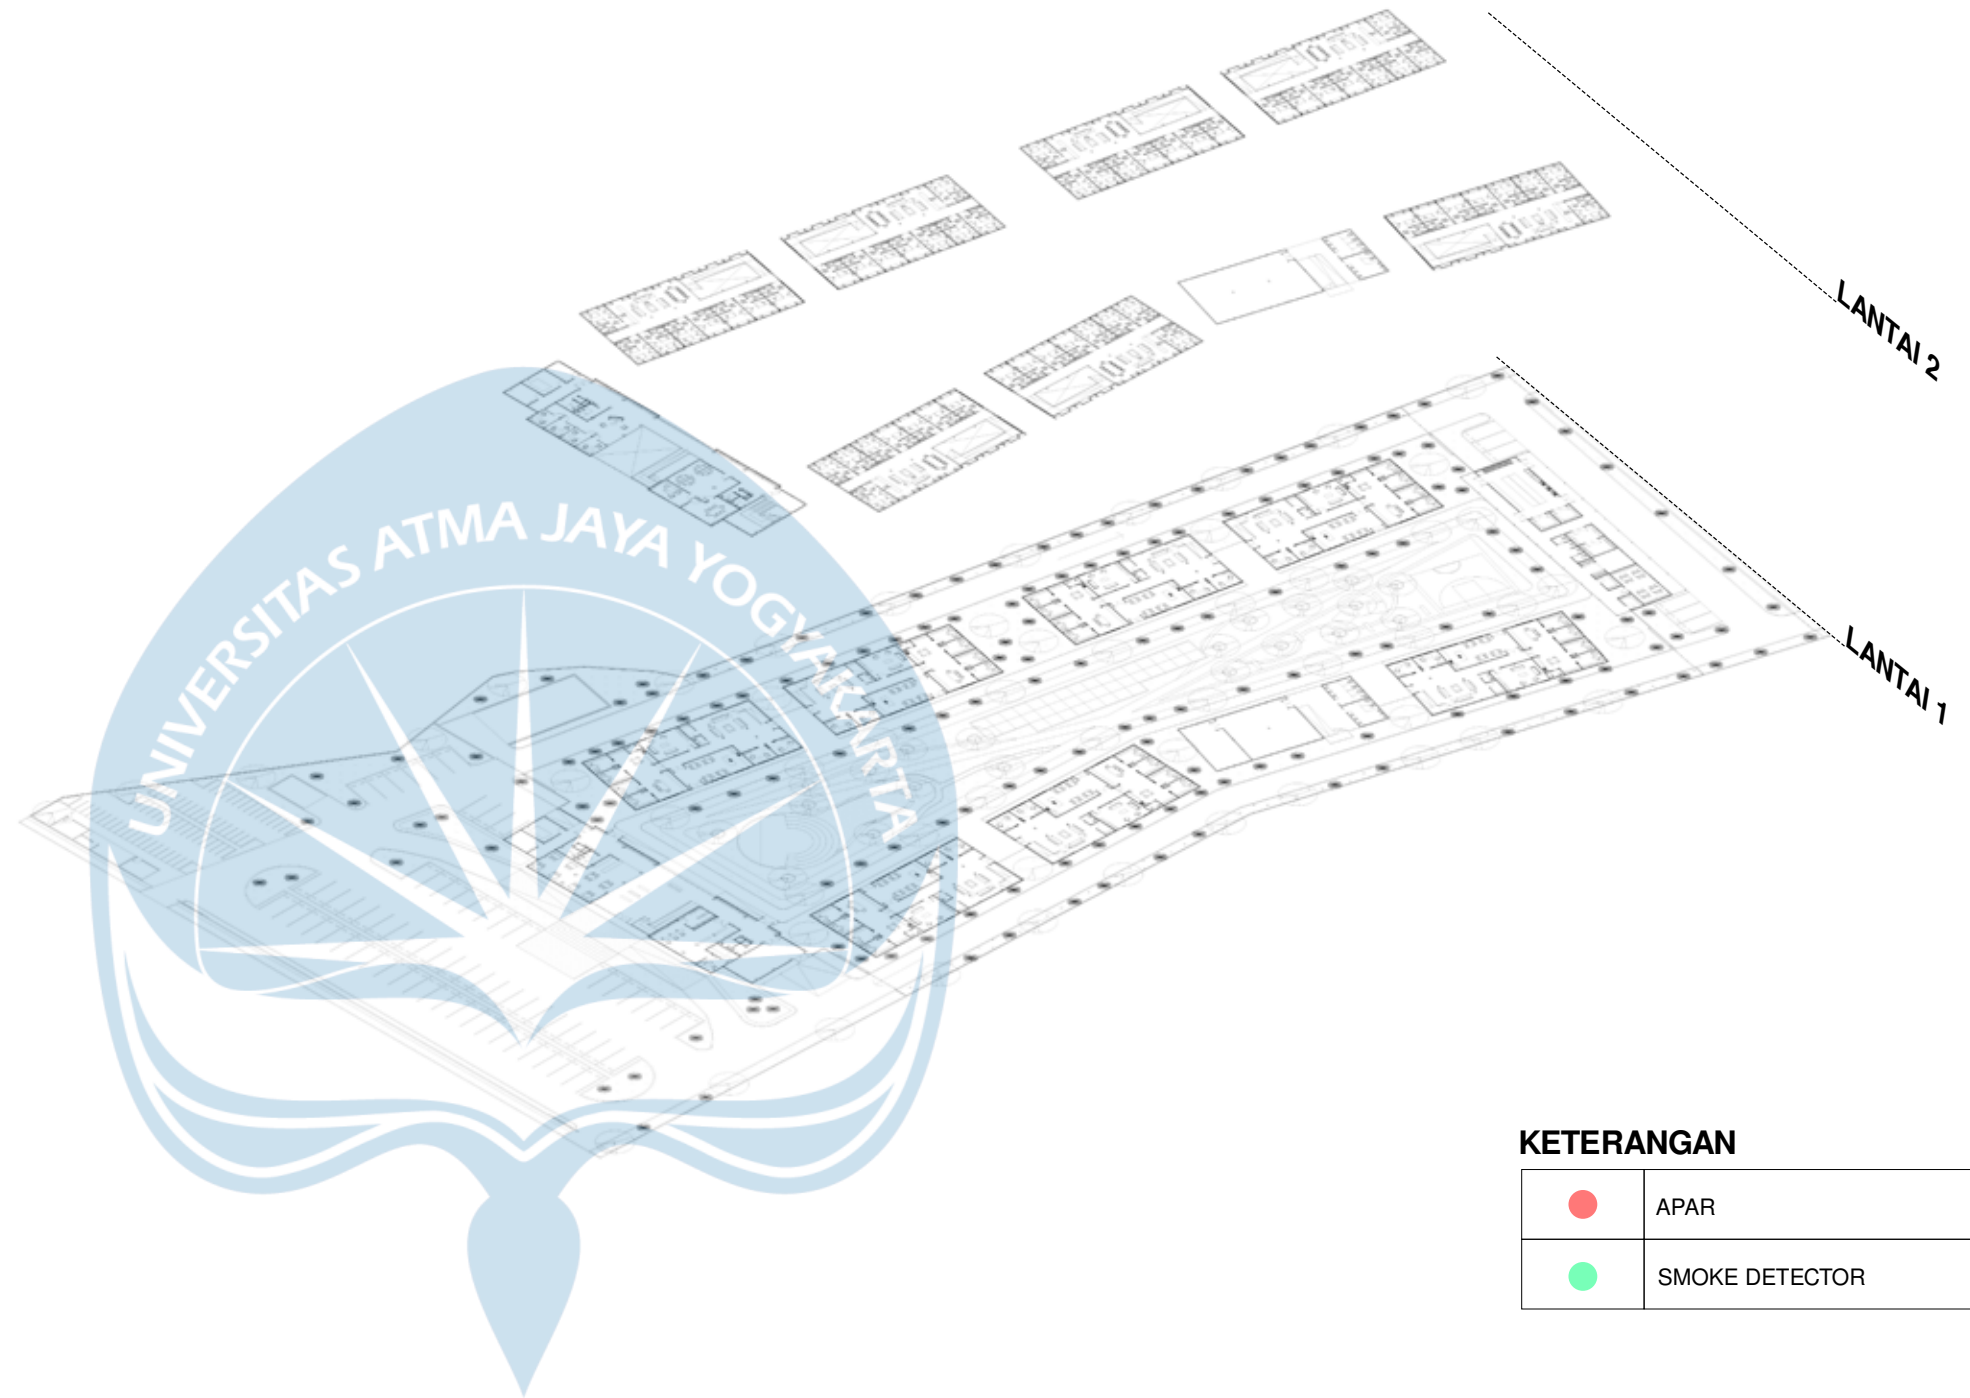 LANTAI 2
UNIVERSITAS ATMA JAYA YOGYAKARTA
LANTAI 1
KETERANGAN
APAR
SMOKE DETECTOR